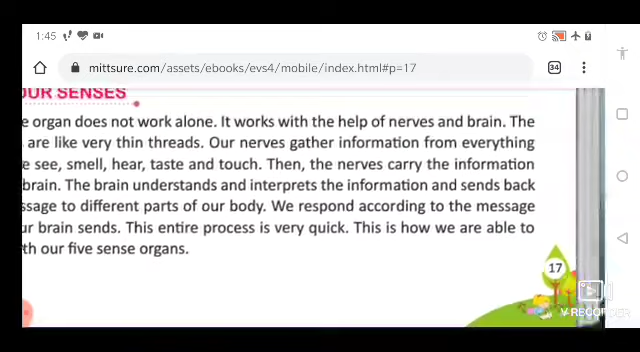 1:45
34
mittsure.com/assets/ebooks/evs4/mobile/index.html#p=17
OUR SENSES
e organ does not work alone. It works with the help of nerves and brain. The
are like very thin threads. Our nerves gather information from everything
e see, smell, hear, taste and touch. Then, the nerves carry the information
brain. The brain understands and interprets the information and sends back
ssage to different parts of our body. We respond according to the message
ur brain sends. This entire process is very quick. This is how we are able to
th our five sense organs.
17
V RECORDER